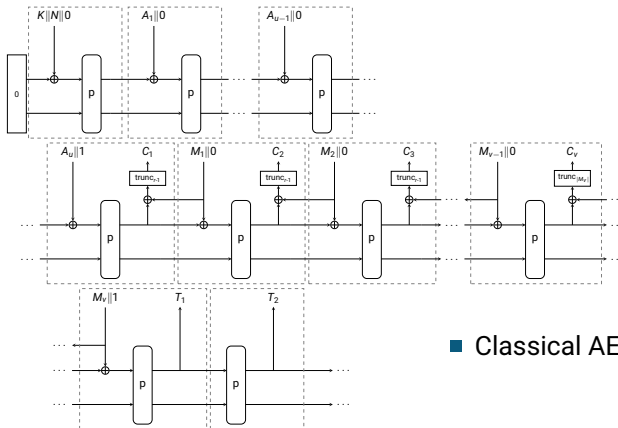 K‖N‖0 A₁‖0 Aᵤ₋₁‖0
0 p p ··· ··· p ···
··· ··· ···
Aᵤ‖1 C₁ M₁‖0 C₂ M₂‖0 C₃ Mᵥ₋₁‖0 Cᵥ
truncᵣ₋₁ truncᵣ₋₁ truncᵣ₋₁ trunc|Mᵥ|
··· ···
··· p p p ··· ··· p ···
··· ··· ··· ···
Mᵥ‖1 T₁ T₂
···
··· p p ···
··· ···
■ Classical AE